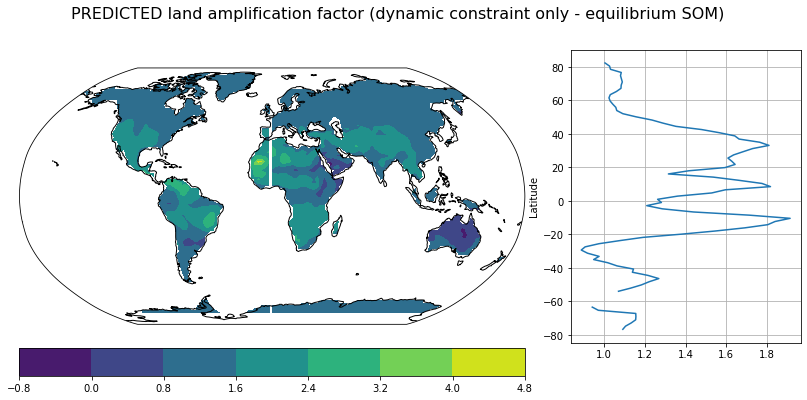 PREDICTED land amplification factor (dynamic constraint only - equilibrium SOM)
80
60
40
20
0
−20
−40
−60
−80
Latitude
1.0 1.2 1.4 1.6 1.8
−0.8 0.0 0.8 1.6 2.4 3.2 4.0 4.8